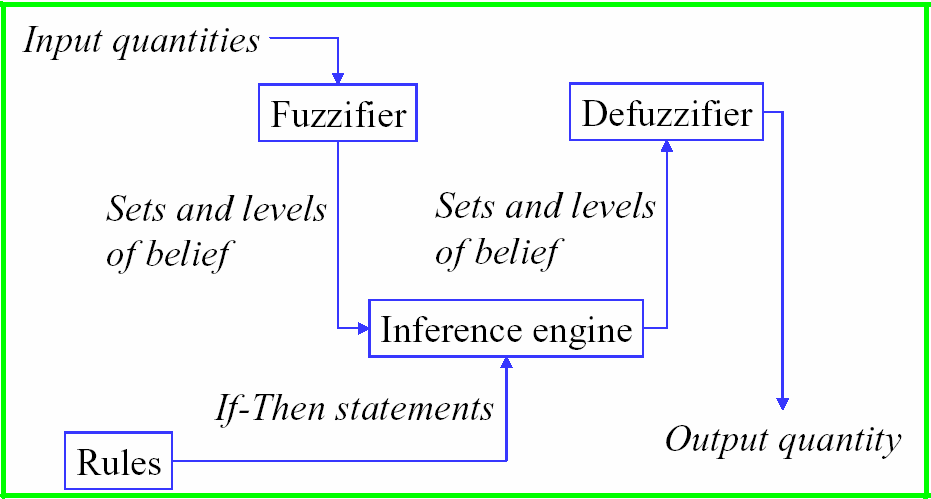 Input quantities
Fuzzifier
Defuzzifier
Sets and levels
of belief
Sets and levels
of belief
Inference engine
If-Then statements
Rules
Output quantity